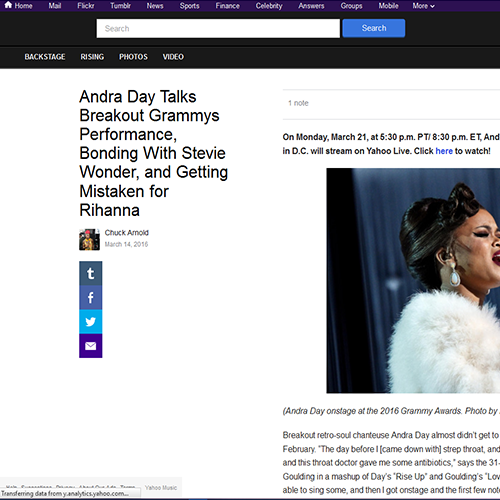 Home Mail Flickr Tumblr News Sports Finance Celebrity Answers Groups Mobile More
Search Search
BACKSTAGE RISING PHOTOS VIDEO
Andra Day Talks
Breakout Grammys
Performance,
Bonding With Stevie
Wonder, and Getting
Mistaken for
Rihanna
Chuck Arnold
March 14, 2016
t
f
1 note
On Monday, March 21, at 5:30 p.m. PT/ 8:30 p.m. ET, And
in D.C. will stream on Yahoo Live. Click here to watch!
(Andra Day onstage at the 2016 Grammy Awards. Photo by
Breakout retro-soul chanteuse Andra Day almost didn't get to
February. "The day before I [came down with] strep throat, and
and this throat doctor gave me some antibiotics," says the 31-
Goulding in a mashup of Day's "Rise Up" and Goulding's "Lov
able to sing some, and then I got onstage and the first few note
Yahoo Music
Transferring data from y.analytics.yahoo.com...